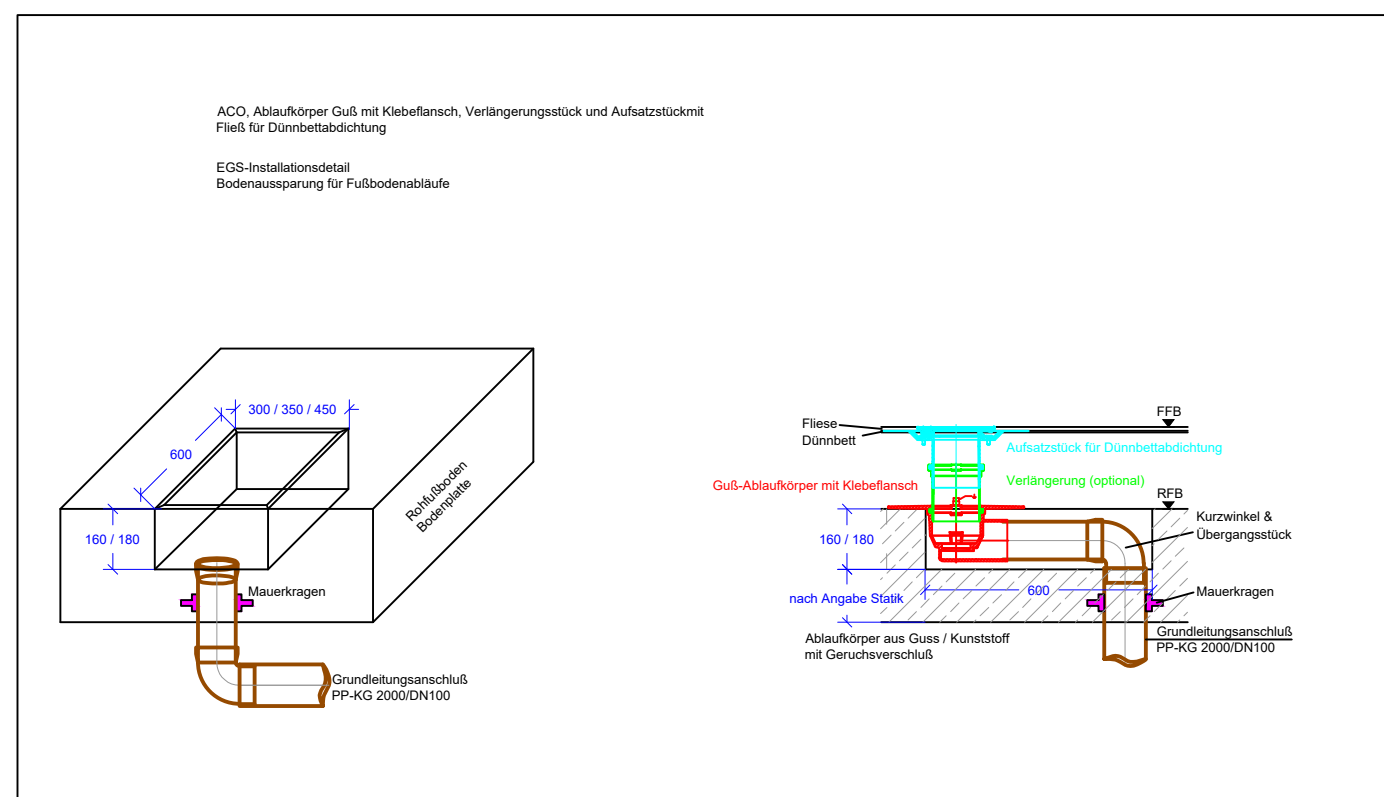 ACO, Ablaufkörper Guß mit Klebeflansch, Verlängerungsstück und Aufsatzstückmit
Fließ für Dünnbettabdichtung
EGS-Installationsdetail
Bodenaussparung für Fußbodenabläufe
300 / 350 / 450
600
Rohfußboden
Bodenplatte
160 / 180
Mauerkragen
Grundleitungsanschluß
PP-KG 2000/DN100
FFB
Fliese
Dünnbett
Aufsatzstück für Dünnbettabdichtung
Verlängerung (optional)
Guß-Ablaufkörper mit Klebeflansch
RFB
Kurzwinkel &
Übergangsstück
160 / 180
600
nach Angabe Statik
Mauerkragen
Ablaufkörper aus Guss / Kunststoff
mit Geruchsverschluß
Grundleitungsanschluß
PP-KG 2000/DN100